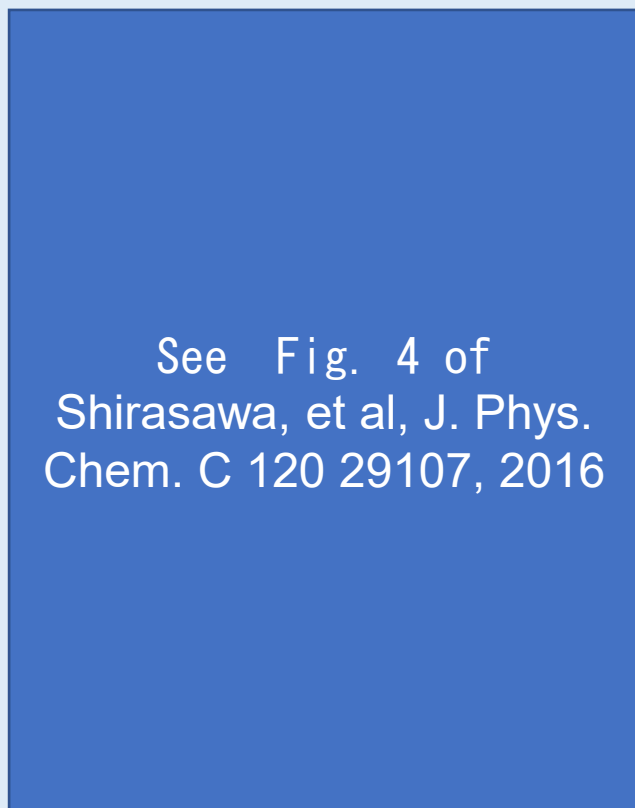 See Fig. 4 of
Shirasawa, et al, J. Phys.
Chem. C 120 29107, 2016